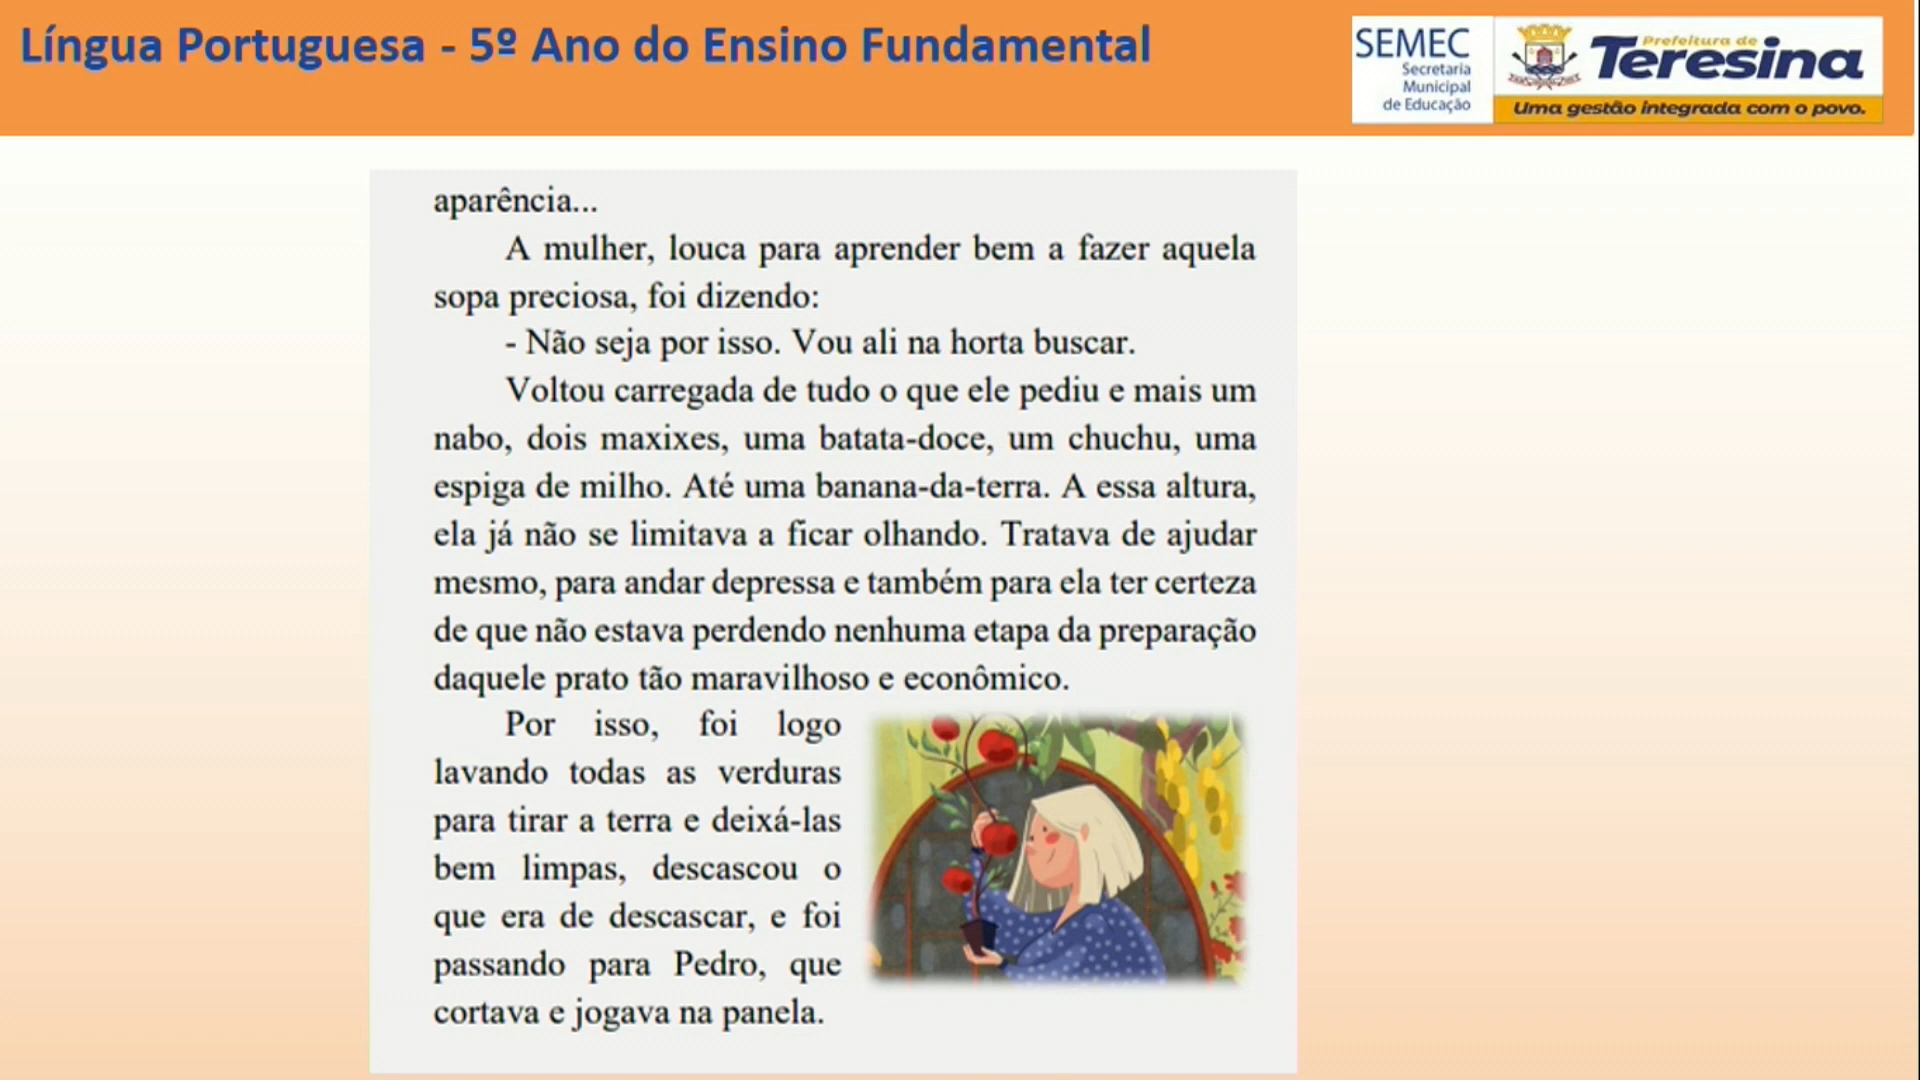 Língua Portuguesa - 5º Ano do Ensino Fundamental
SEMEC
Secretaria
Municipal
de Educação
Prefeitura de
Teresina
Uma gestão integrada com o povo.
aparência...
A mulher, louca para aprender bem a fazer aquela
sopa preciosa, foi dizendo:
- Não seja por isso. Vou ali na horta buscar.
Voltou carregada de tudo o que ele pediu e mais um
nabo, dois maxixes, uma batata-doce, um chuchu, uma
espiga de milho. Até uma banana-da-terra. A essa altura,
ela já não se limitava a ficar olhando. Tratava de ajudar
mesmo, para andar depressa e também para ela ter certeza
de que não estava perdendo nenhuma etapa da preparação
daquele prato tão maravilhoso e econômico.
Por isso, foi logo
lavando todas as verduras
para tirar a terra e deixá-las
bem limpas, descascou o
que era de descascar, e foi
passando para Pedro, que
cortava e jogava na panela.